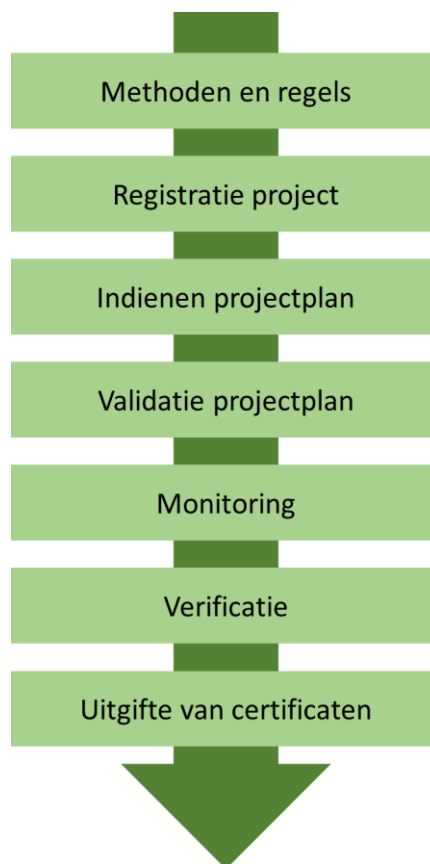 Methoden en regels
Registratie project
Indienen projectplan
Validatie projectplan
Monitoring
Verificatie
Uitgifte van certificaten